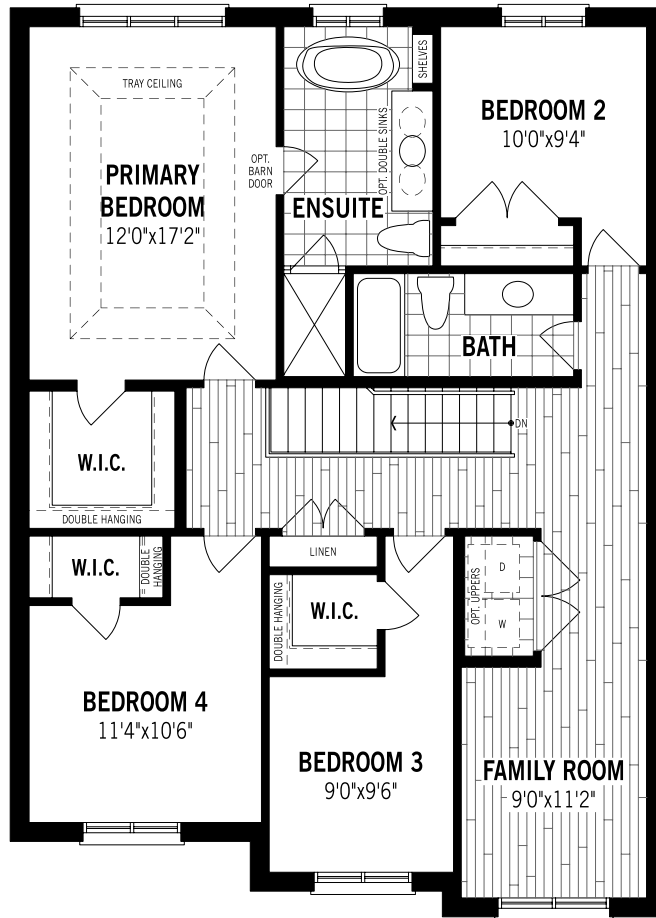 TRAY CEILING
PRIMARY
BEDROOM
12'0"x17'2"
OPT.
BARN
DOOR
ENSUITE
OPT. DOUBLE SINKS
SHELVES
BEDROOM 2
10'0"x9'4"
BATH
DN
W.I.C.
DOUBLE HANGING
W.I.C.
DOUBLE
HANGING
LINEN
W.I.C.
DOUBLE HANGING
OPT. UPPERS
D
W
BEDROOM 4
11'4"x10'6"
BEDROOM 3
9'0"x9'6"
FAMILY ROOM
9'0"x11'2"